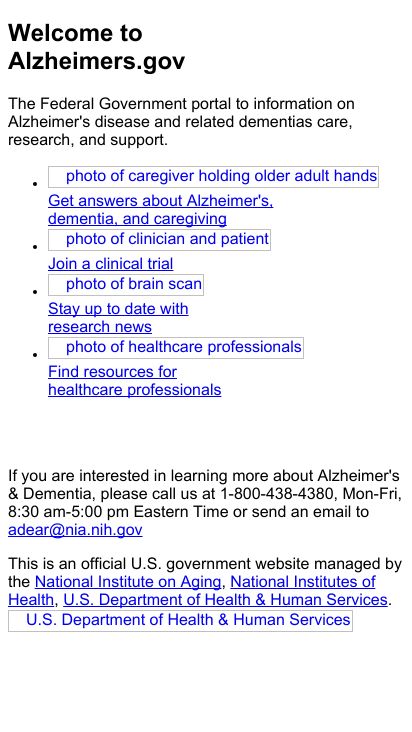 Welcome to
Alzheimers.gov
The Federal Government portal to information on
Alzheimer's disease and related dementias care,
research, and support.
photo of caregiver holding older adult hands
Get answers about Alzheimer's,
dementia, and caregiving
photo of clinician and patient
Join a clinical trial
photo of brain scan
Stay up to date with
research news
photo of healthcare professionals
Find resources for
healthcare professionals
If you are interested in learning more about Alzheimer's
& Dementia, please call us at 1-800-438-4380, Mon-Fri,
8:30 am-5:00 pm Eastern Time or send an email to
adear@nia.nih.gov
This is an official U.S. government website managed by
the National Institute on Aging, National Institutes of
Health, U.S. Department of Health & Human Services.
U.S. Department of Health & Human Services